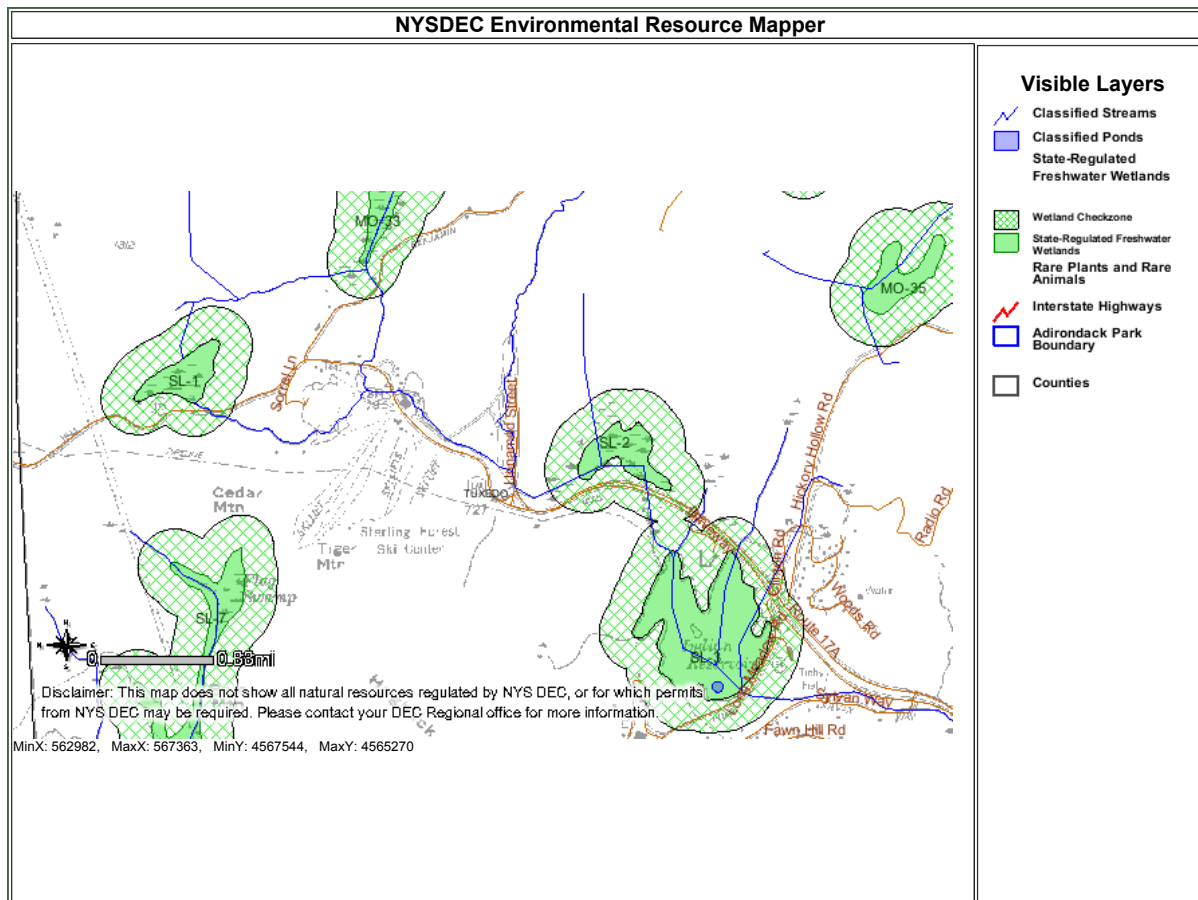 NYSDEC Environmental Resource Mapper
Visible Layers
Classified Streams
Classified Ponds
State-Regulated
Freshwater Wetlands
Wetland Checkzone
State-Regulated Freshwater
Wetlands
Rare Plants and Rare
Animals
Interstate Highways
Adirondack Park
Boundary
Counties
MO-33
BENJAMIN
MO-35
SL-1
Sorrel Ln
SL-2
Hickory Hollow Rd
Radio Rd
Cedar
Mtn
Tiger
Mtn
Sterling Forest
Ski Center
727
Woods Rd
Route 17A
SL-7
Sylvan Way
Fawn Hill Rd
0
0.88mi
Disclaimer: This map does not show all natural resources regulated by NYS DEC, or for which permits
from NYS DEC may be required. Please contact your DEC Regional office for more information.
MinX: 562982, MaxX: 567363, MinY: 4567544, MaxY: 4565270